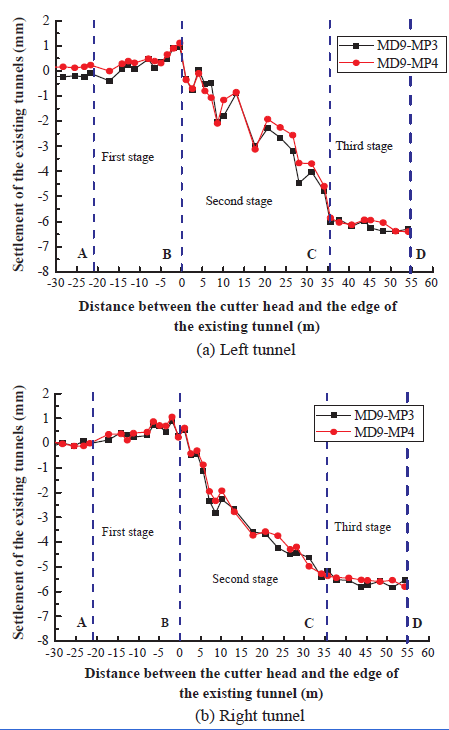 Settlement of the existing tunnels (mm)
2
1
0
-1
-2
-3
-4
-5
-6
-7
-8
MD9-MP3
MD9-MP4
First stage
Second stage
Third stage
A
B
C
D
-30 -25 -20 -15 -10 -5 0 5 10 15 20 25 30 35 40 45 50 55 60
Distance between the cutter head and the edge of
the existing tunnel (m)
(a) Left tunnel
Settlement of the existing tunnels (mm)
2
1
0
-1
-2
-3
-4
-5
-6
-7
-8
MD9-MP3
MD9-MP4
First stage
Second stage
Third stage
A
B
C
D
-30 -25 -20 -15 -10 -5 0 5 10 15 20 25 30 35 40 45 50 55 60
Distance between the cutter head and the edge of
the existing tunnel (m)
(b) Right tunnel